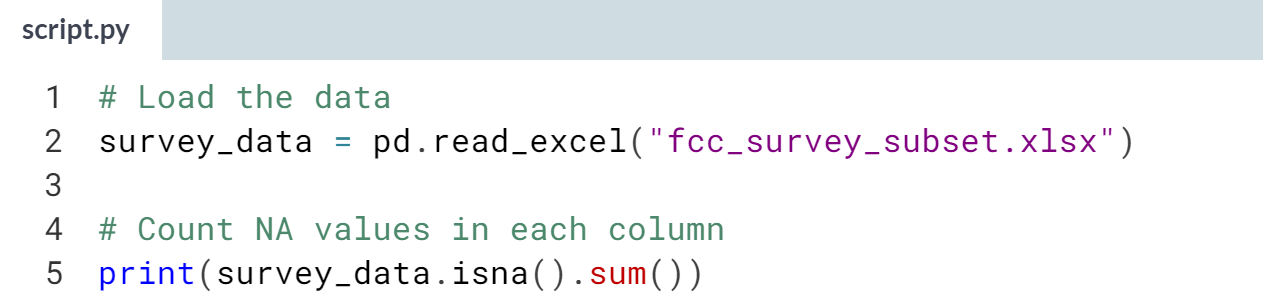 script.py
1 # Load the data
2 survey_data = pd.read_excel("fcc_survey_subset.xlsx")
3
4 # Count NA values in each column
5 print(survey_data.isna().sum())